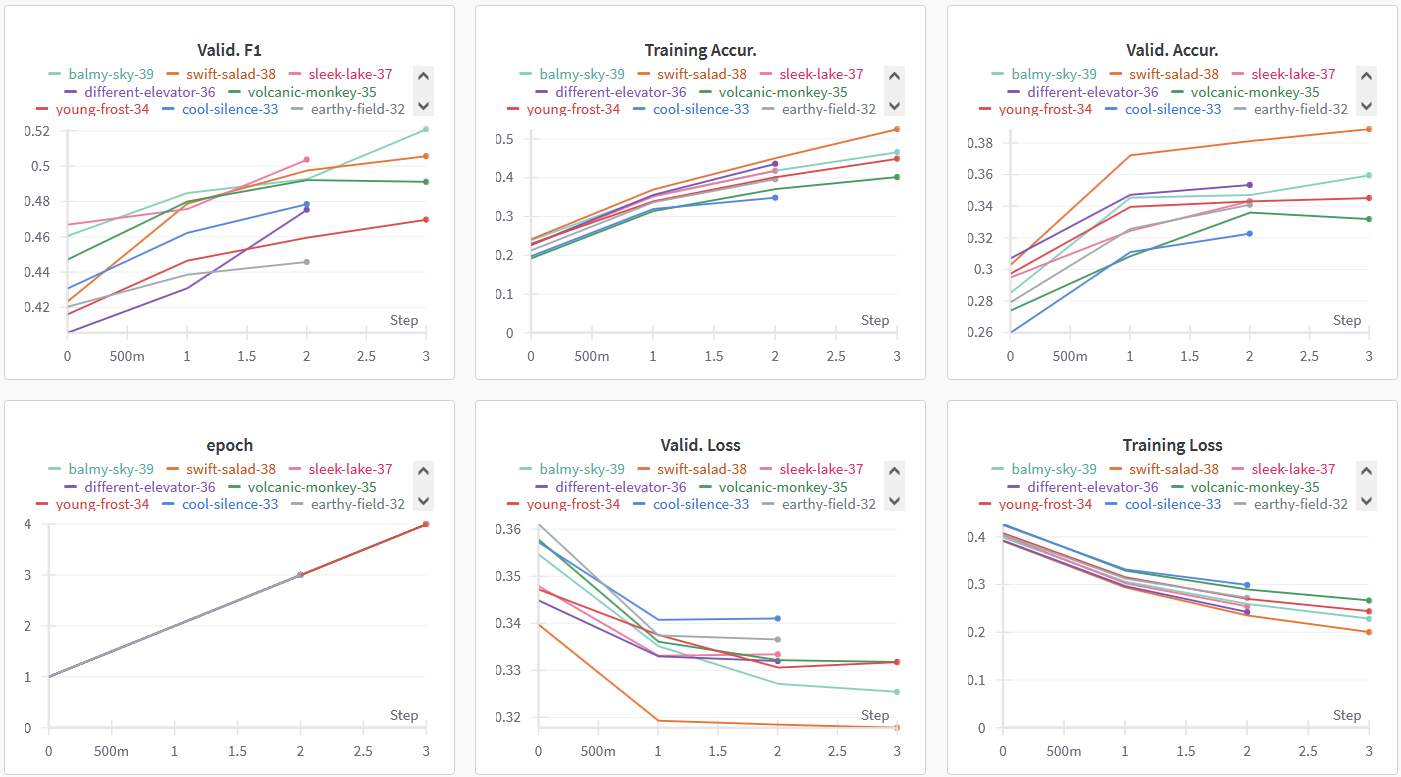 Valid. F1
balmy-sky-39 swift-salad-38 sleek-lake-37
different-elevator-36 volcanic-monkey-35
young-frost-34 cool-silence-33 earthy-field-32
0.52
0.5
0.48
0.46
0.44
0.42
Step
0 500m 1 1.5 2 2.5 3
Training Accur.
balmy-sky-39 swift-salad-38 sleek-lake-37
different-elevator-36 volcanic-monkey-35
young-frost-34 cool-silence-33 earthy-field-32
0.5
0.4
0.3
0.2
0.1
0
Step
0 500m 1 1.5 2 2.5 3
Valid. Accur.
balmy-sky-39 swift-salad-38 sleek-lake-37
different-elevator-36 volcanic-monkey-35
young-frost-34 cool-silence-33 earthy-field-32
0.38
0.36
0.34
0.32
0.3
0.28
0.26
Step
0 500m 1 1.5 2 2.5 3
epoch
balmy-sky-39 swift-salad-38 sleek-lake-37
different-elevator-36 volcanic-monkey-35
young-frost-34 cool-silence-33 earthy-field-32
4
3
2
1
0
Step
0 500m 1 1.5 2 2.5 3
Valid. Loss
balmy-sky-39 swift-salad-38 sleek-lake-37
different-elevator-36 volcanic-monkey-35
young-frost-34 cool-silence-33 earthy-field-32
0.36
0.35
0.34
0.33
0.32
Step
0 500m 1 1.5 2 2.5 3
Training Loss
balmy-sky-39 swift-salad-38 sleek-lake-37
different-elevator-36 volcanic-monkey-35
young-frost-34 cool-silence-33 earthy-field-32
0.4
0.3
0.2
0.1
0
Step
0 500m 1 1.5 2 2.5 3